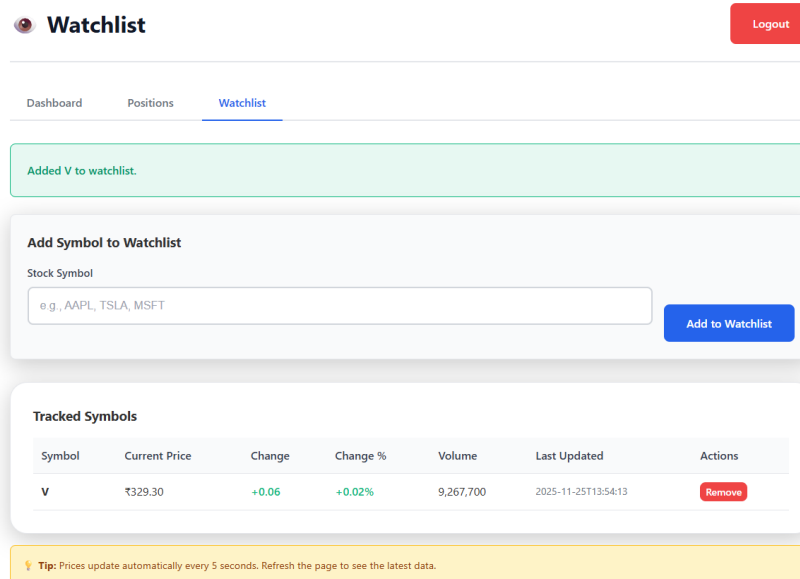 Watchlist
Logout
Dashboard Positions Watchlist
Added V to watchlist.
Add Symbol to Watchlist
Stock Symbol
e.g., AAPL, TSLA, MSFT
Add to Watchlist
Tracked Symbols
Symbol Current Price Change Change % Volume Last Updated Actions
V ₹329.30 +0.06 +0.02% 9,267,700 2025-11-25T13:54:13 Remove
Tip: Prices update automatically every 5 seconds. Refresh the page to see the latest data.